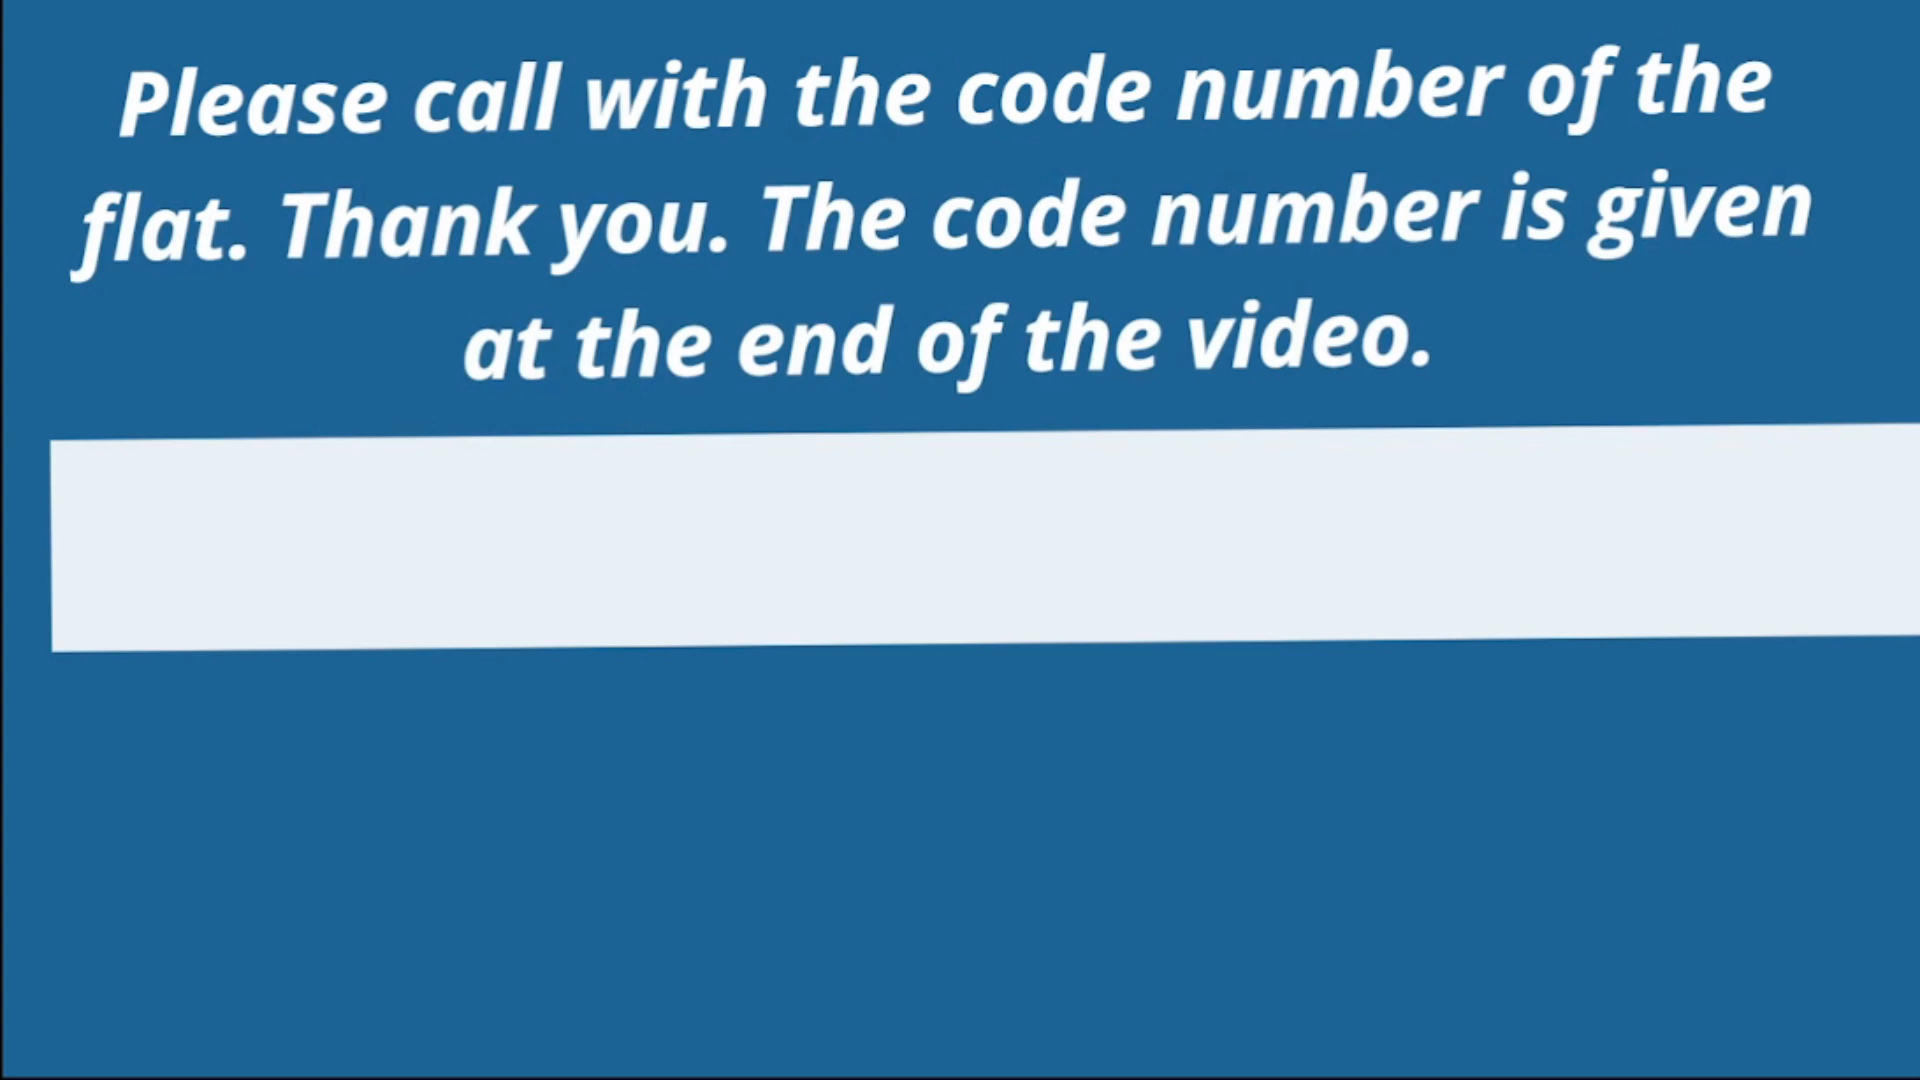 Please call with the code number of the
flat. Thank you. The code number is given
at the end of the video.